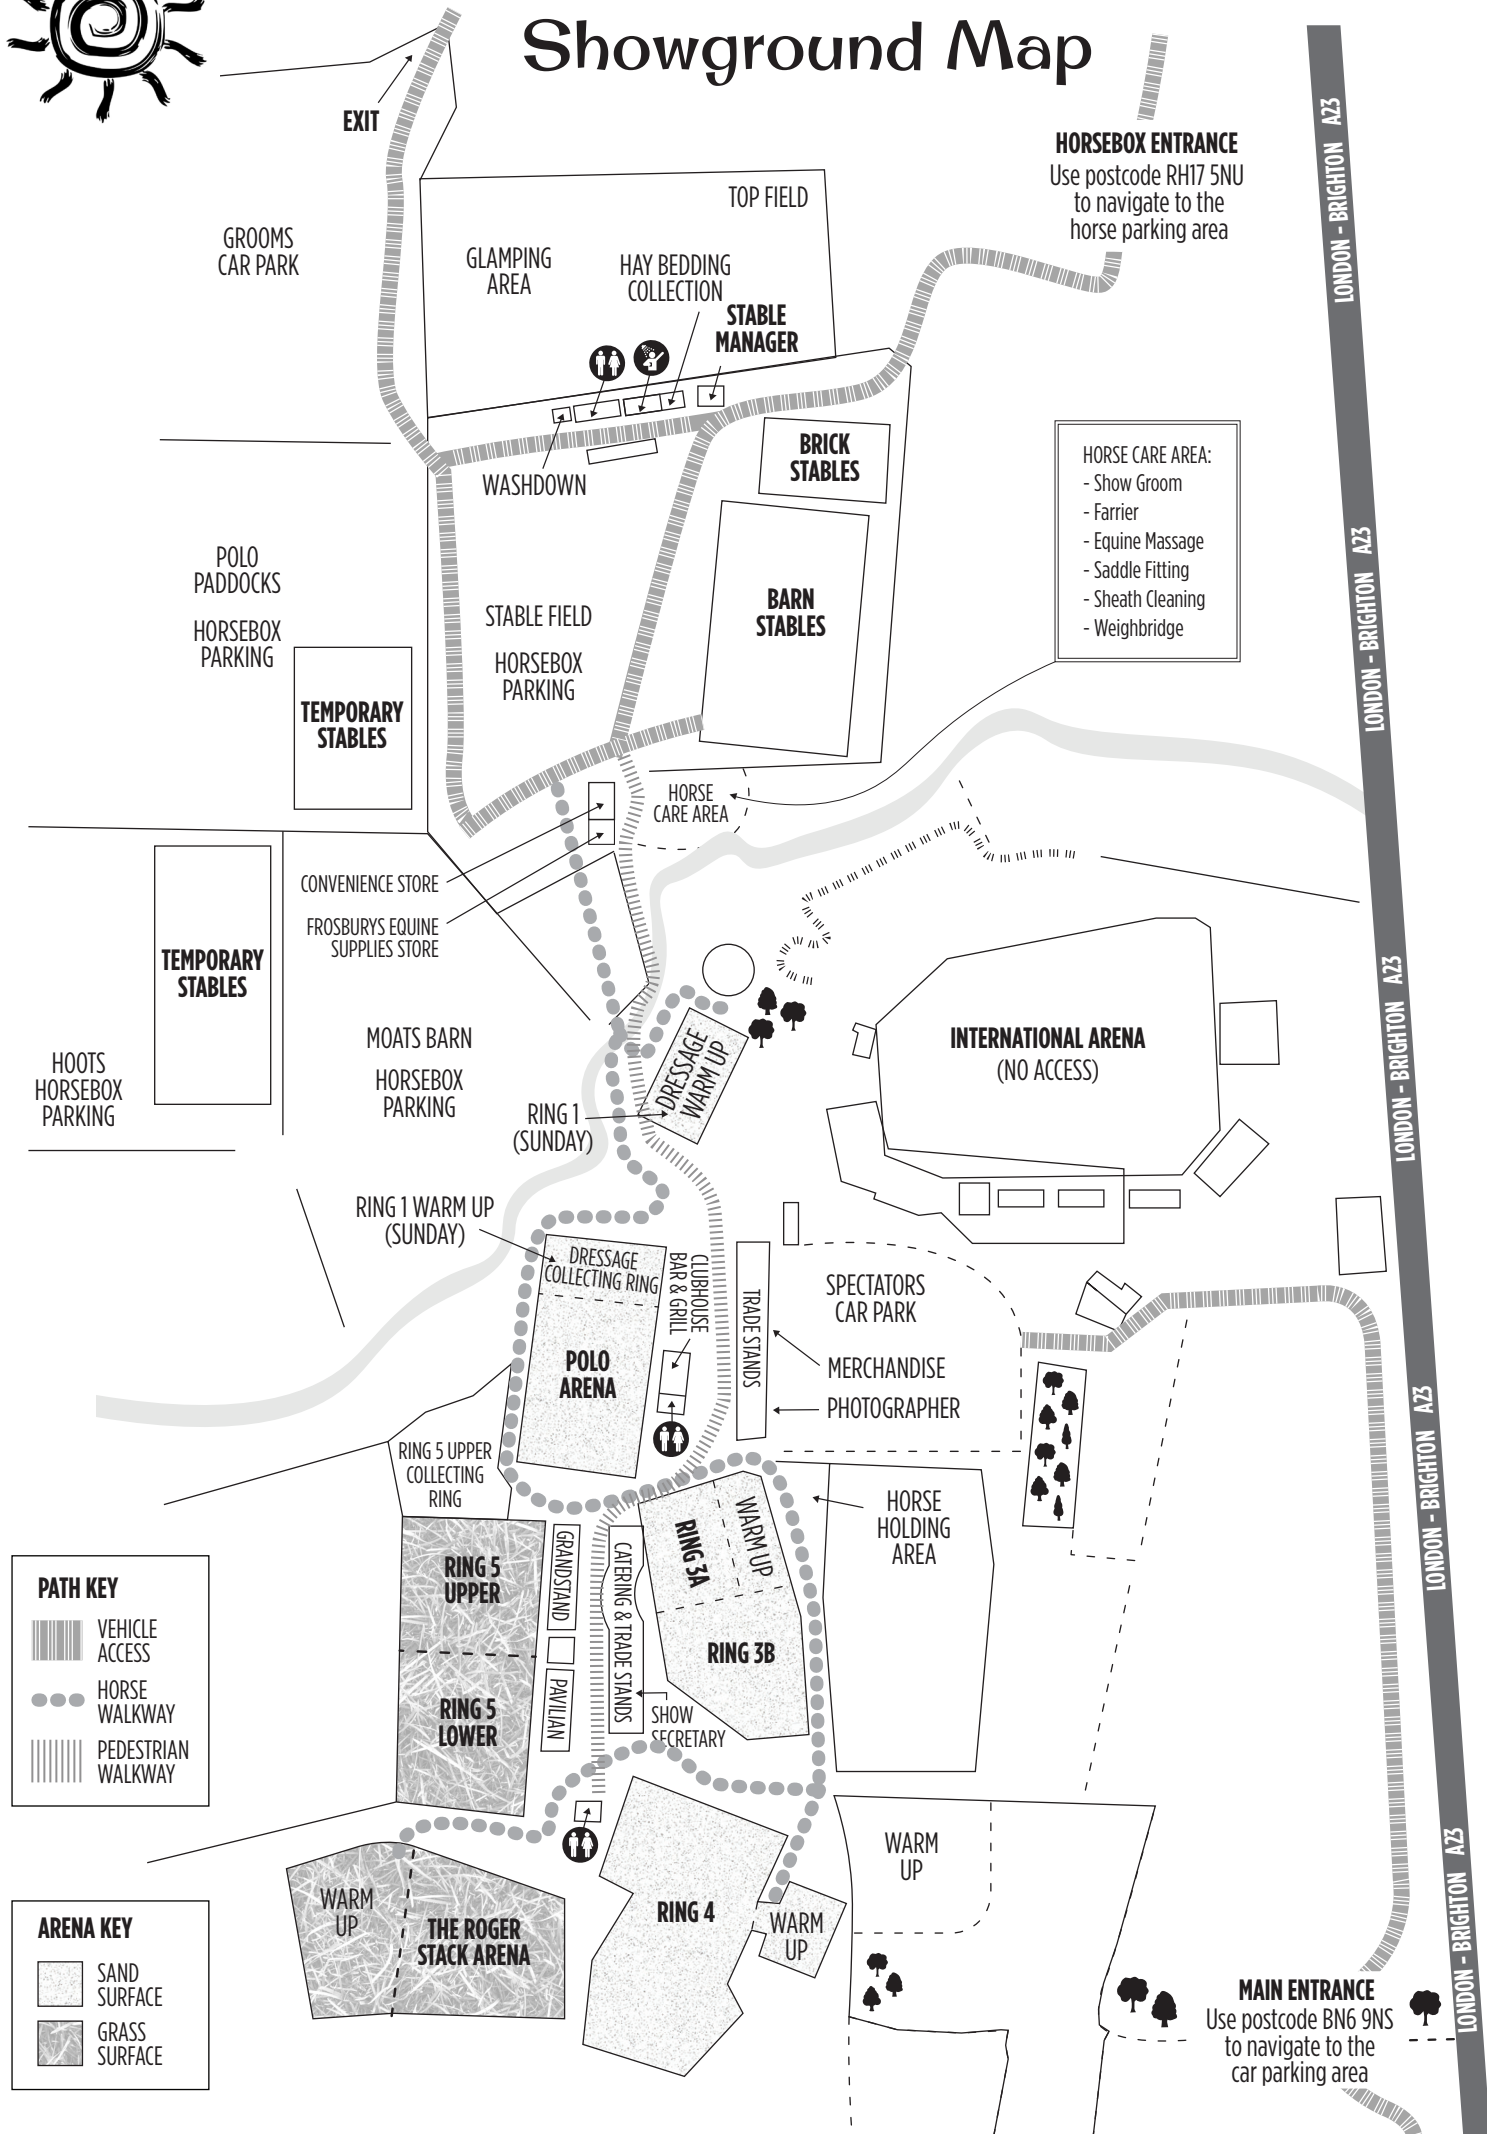 Showground Map
EXIT
HORSEBOX ENTRANCE
Use postcode RH17 5NU
to navigate to the
horse parking area
LONDON - BRIGHTON A23
TOP FIELD
GROOMS
CAR PARK
GLAMPING
AREA
HAY BEDDING
COLLECTION
STABLE
MANAGER
WASHDOWN
BRICK
STABLES
HORSE CARE AREA:
- Show Groom
- Farrier
- Equine Massage
- Saddle Fitting
- Sheath Cleaning
- Weighbridge
LONDON - BRIGHTON A23
POLO
PADDOCKS
HORSEBOX
PARKING
STABLE FIELD
HORSEBOX
PARKING
BARN
STABLES
TEMPORARY
STABLES
HORSE
CARE AREA
CONVENIENCE STORE
FROSBURYS EQUINE
SUPPLIES STORE
TEMPORARY
STABLES
LONDON - BRIGHTON A23
MOATS BARN
HORSEBOX
PARKING
HOOTS
HORSEBOX
PARKING
DRESSAGE
WARM UP
INTERNATIONAL ARENA
(NO ACCESS)
RING 1
(SUNDAY)
RING 1 WARM UP
(SUNDAY)
DRESSAGE
COLLECTING RING
CLUBHOUSE
BAR & GRILL
TRADE STANDS
SPECTATORS
CAR PARK
POLO
ARENA
MERCHANDISE
PHOTOGRAPHER
LONDON - BRIGHTON A23
RING 5 UPPER
COLLECTING
RING
RING 3A
WARM UP
HORSE
HOLDING
AREA
RING 5
UPPER
GRANDSTAND
CATERING & TRADE STANDS
RING 3B
RING 5
LOWER
PAVILIAN
SHOW
SECRETARY
PATH KEY
VEHICLE
ACCESS
HORSE
WALKWAY
PEDESTRIAN
WALKWAY
WARM
UP
LONDON - BRIGHTON A23
WARM
UP
THE ROGER
STACK ARENA
RING 4
WARM
UP
ARENA KEY
SAND
SURFACE
GRASS
SURFACE
MAIN ENTRANCE
Use postcode BN6 9NS
to navigate to the
car parking area